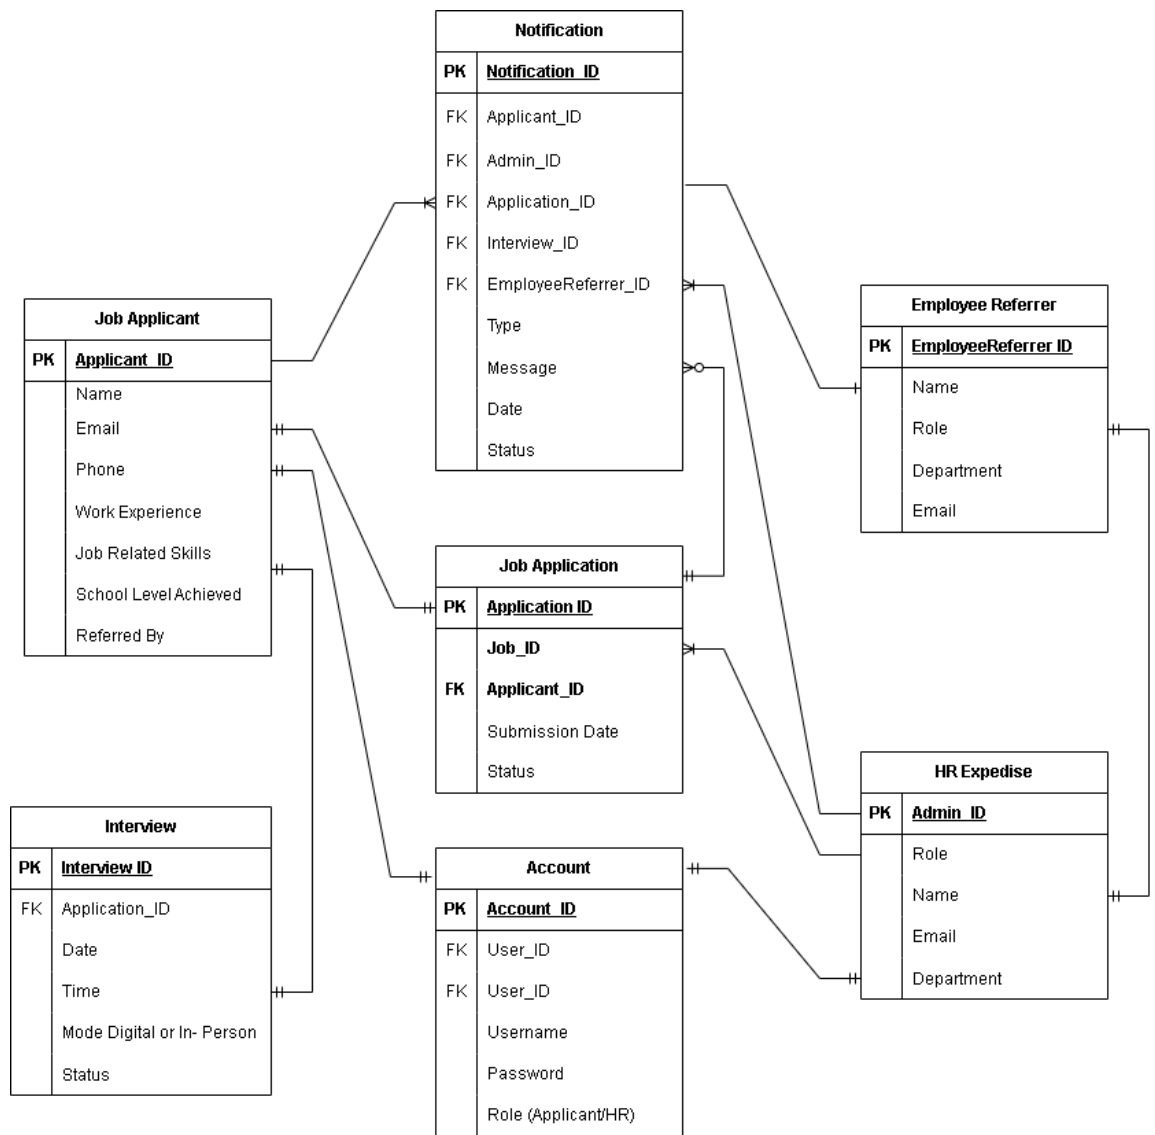 Notification
PK Notification_ID
FK Applicant_ID
FK Admin_ID
FK Application_ID
FK Interview_ID
FK EmployeeReferrer_ID
Type
Message
Date
Status
Job Applicant
PK Applicant_ID
Name
Email
Phone
Work Experience
Job Related Skills
School Level Achieved
Referred By
Employee Referrer
PK EmployeeReferrer ID
Name
Role
Department
Email
Job Application
PK Application ID
Job_ID
FK Applicant_ID
Submission Date
Status
HR Expedise
PK Admin_ID
Role
Name
Email
Department
Interview
PK Interview ID
FK Application_ID
Date
Time
Mode Digital or In- Person
Status
Account
PK Account_ID
FK User_ID
FK User_ID
Username
Password
Role (Applicant/HR)